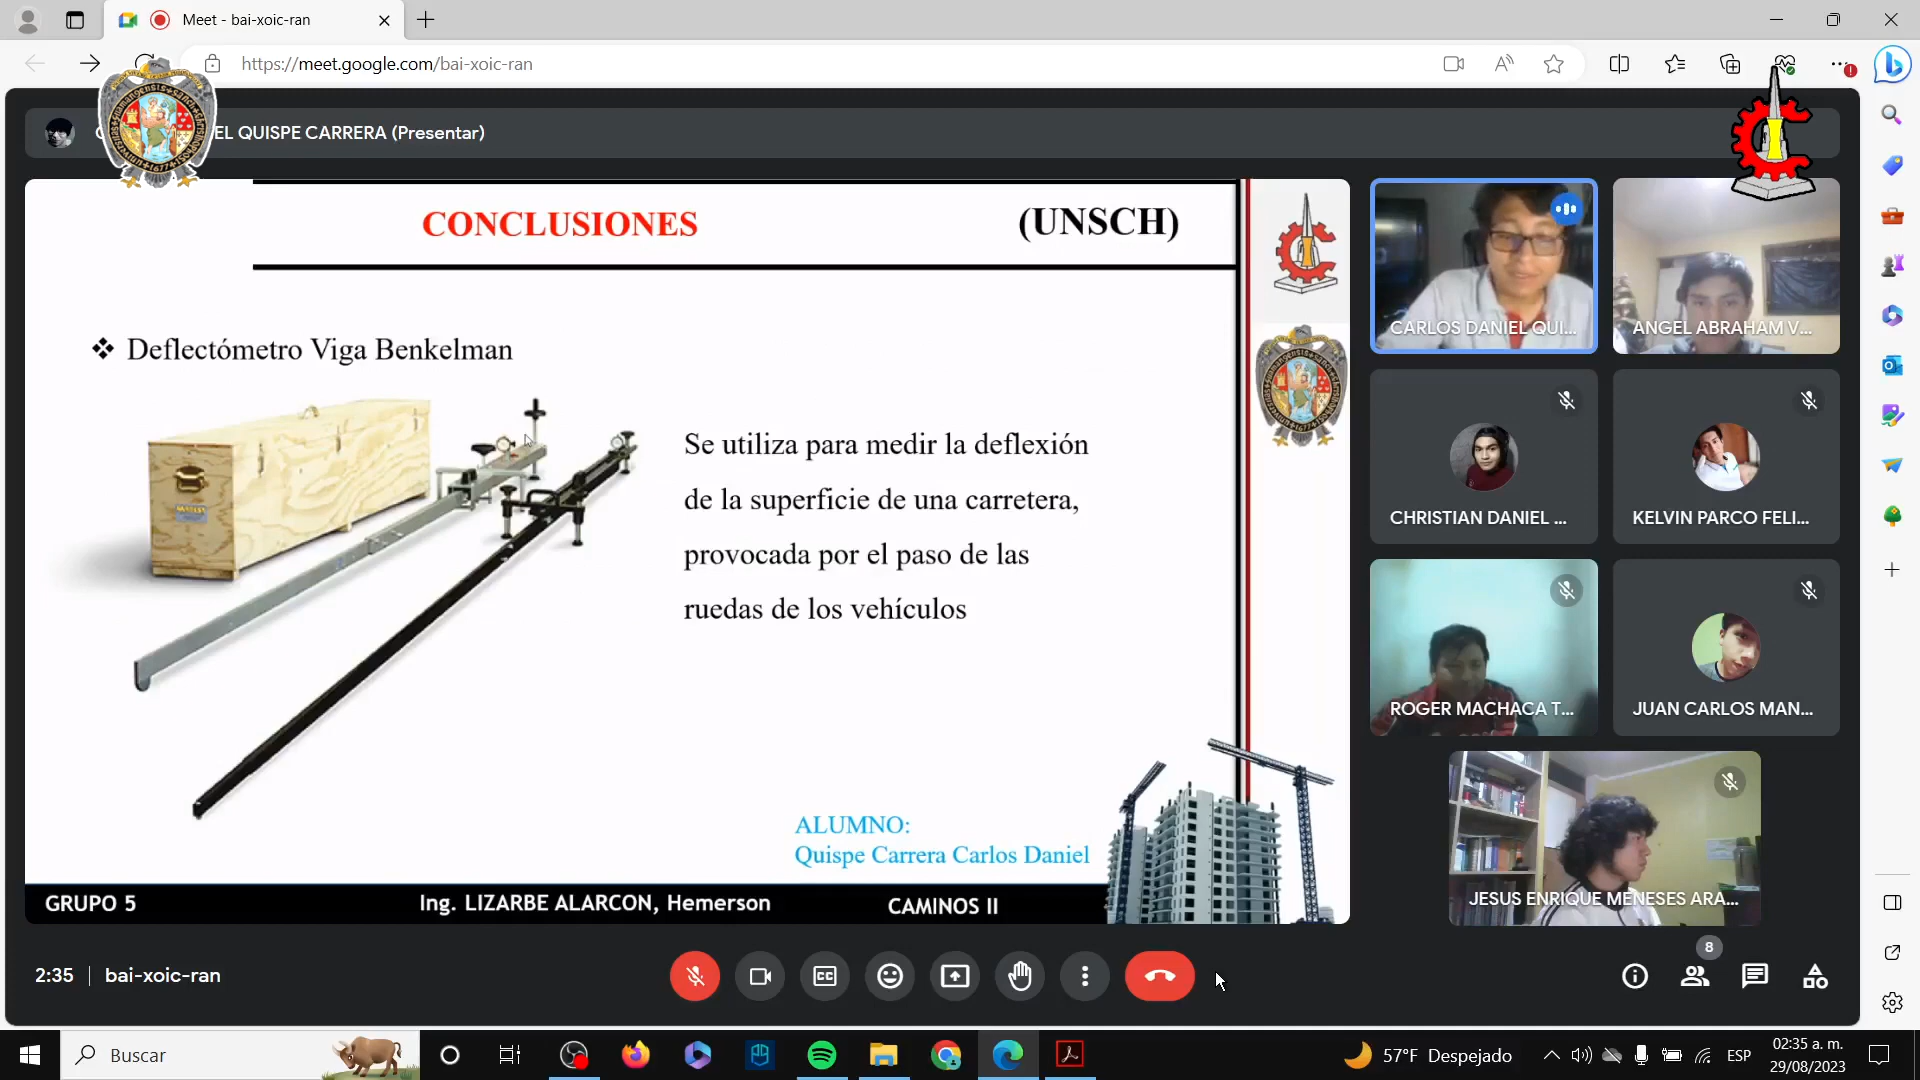 Meet - bai-xoic-ran
https://meet.google.com/bai-xoic-ran
EL QUISPE CARRERA (Presentar)
CONCLUSIONES
(UNSCH)
❖ Deflectómetro Viga Benkelman
Se utiliza para medir la deflexión
de la superficie de una carretera,
provocada por el paso de las
ruedas de los vehículos
ALUMNO:
Quispe Carrera Carlos Daniel
GRUPO 5
Ing. LIZARBE ALARCON, Hemerson
CAMINOS II
CARLOS DANIEL QUI...
ANGEL ABRAHAM V...
CHRISTIAN DANIEL ...
KELVIN PARCO FELI...
ROGER MACHACA T...
JUAN CARLOS MAN...
JESUS ENRIQUE MENESES ARA...
2:35 | bai-xoic-ran
8
Buscar
57°F Despejado
ESP
02:35 a. m.
29/08/2023